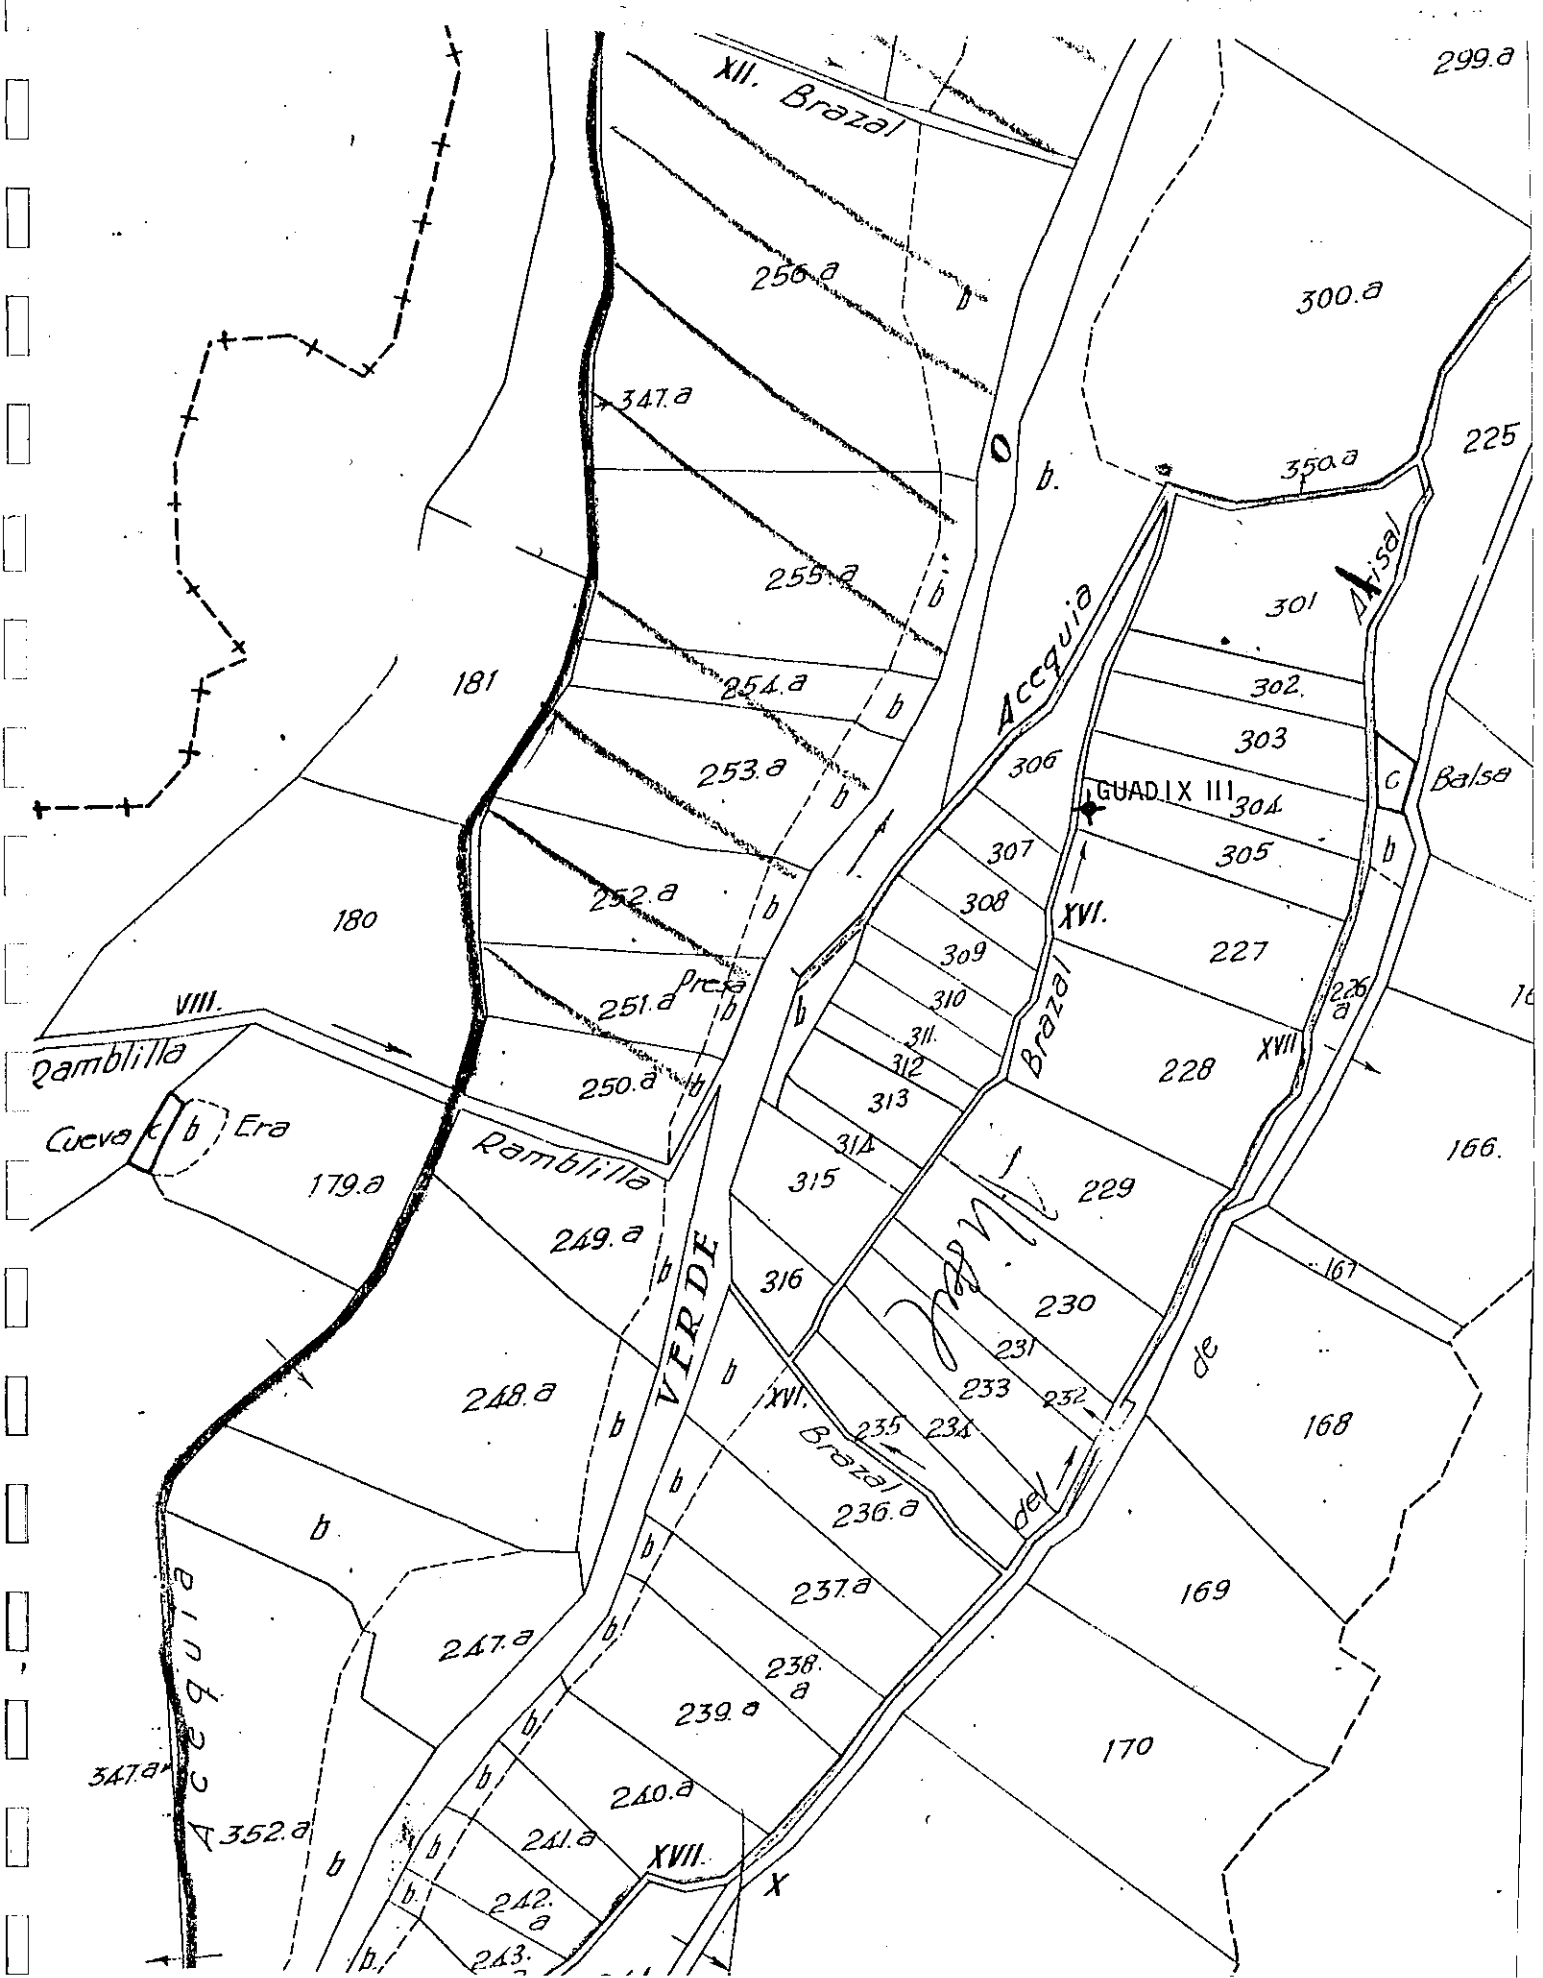 299.a
XII. Brazal
256.a
b
300.a
347.a
O
b.
350.a
225
255.a
b
Arisal
301
Acequia
181
254.a
b
302.
303
253.a
b
306
c
Balsa
GUADIX III
304
307
305
b
252.a
b
308
XVI.
180
309
227
Presa
251.a
b
b
310
226
a
VIII.
Ramblilla
311.
Brazal
312
XVII
228
250.a
b
313
Cueva
c
b
Era
314
166.
Ramblilla
179.a
315
229
249.a
VERDE
b
316
167
230
231
de
b
248.a
XVI.
233
232
b
235
234
168
Brazal
b
236.a
del
b.
b
237.a
169
Acequia
247.a
b
238.
a
239.a
b
347.a
170
b
240.a
352.a
241.a
b
b
XVII.
X
b
242.
a
243.
b